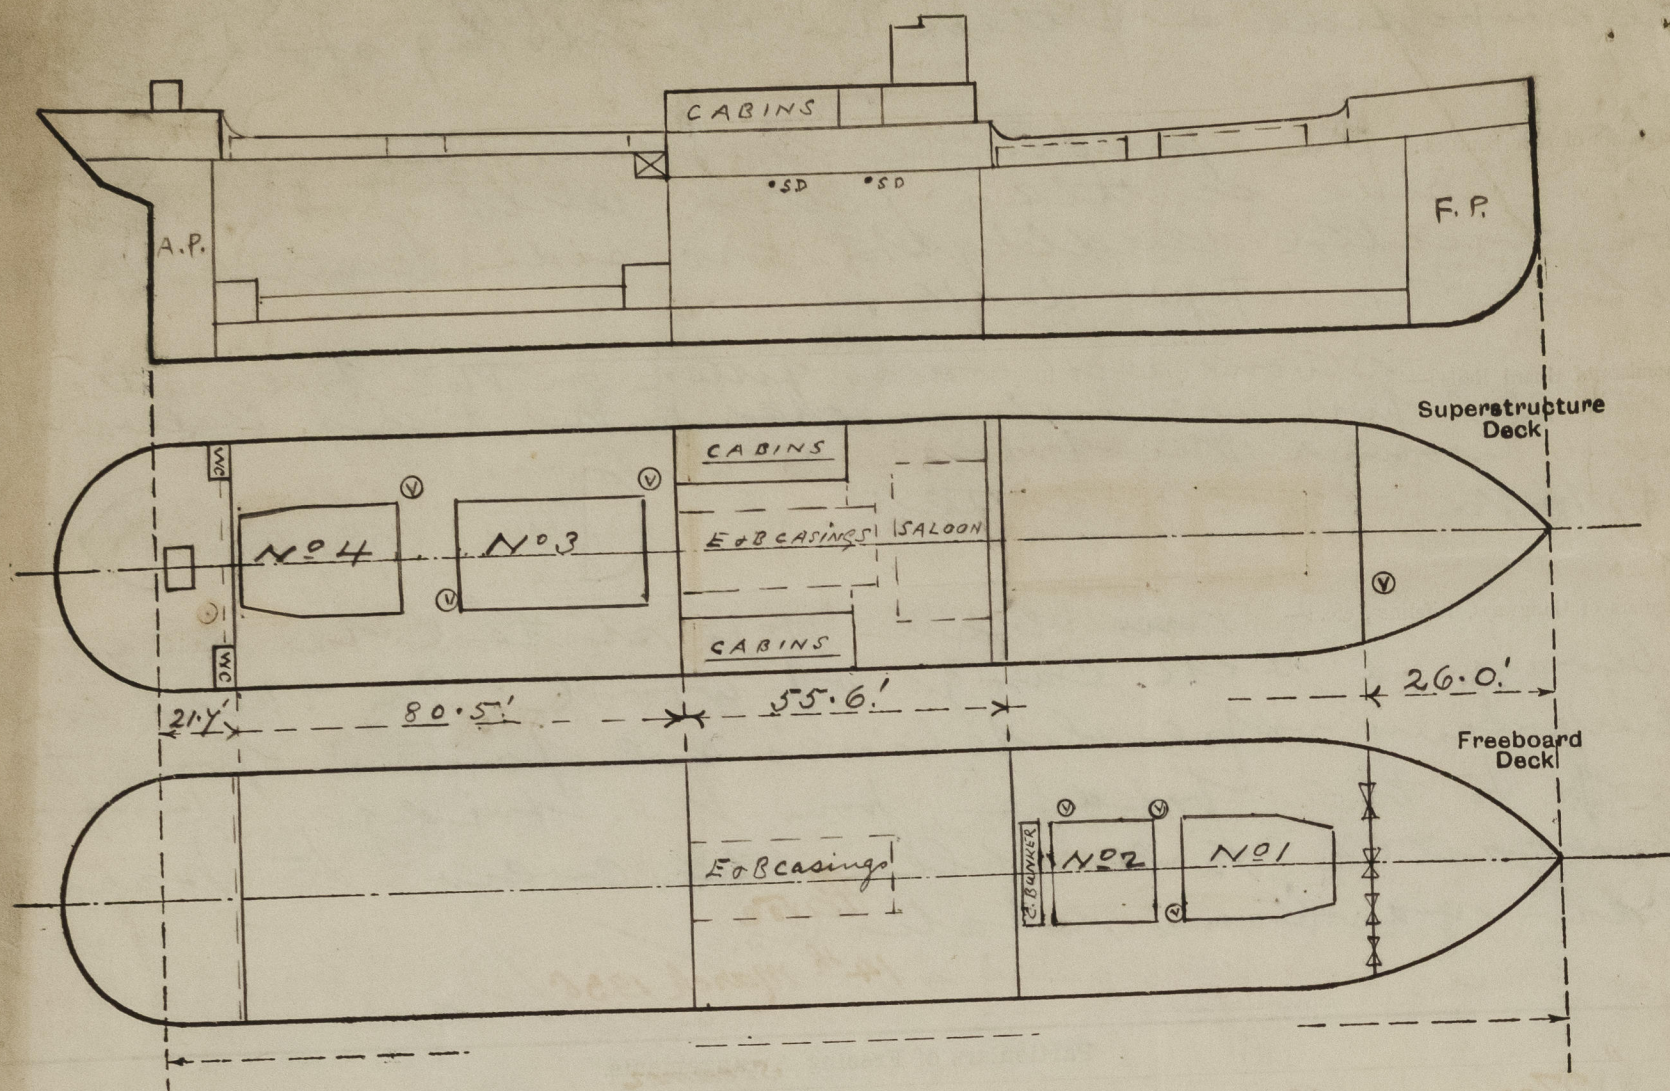 CABINS
•SD •SD
A.P.
F.P.
Superstructure
Deck
WC
CABINS
V
V
Nº4
Nº3
E & B CASINGS
SALOON
V
V
WC
CABINS
21.7'
80.5'
55.6'
26.0'
Freeboard
Deck
V
V
E & B casings
C. BUNKER
Nº2
Nº1
V